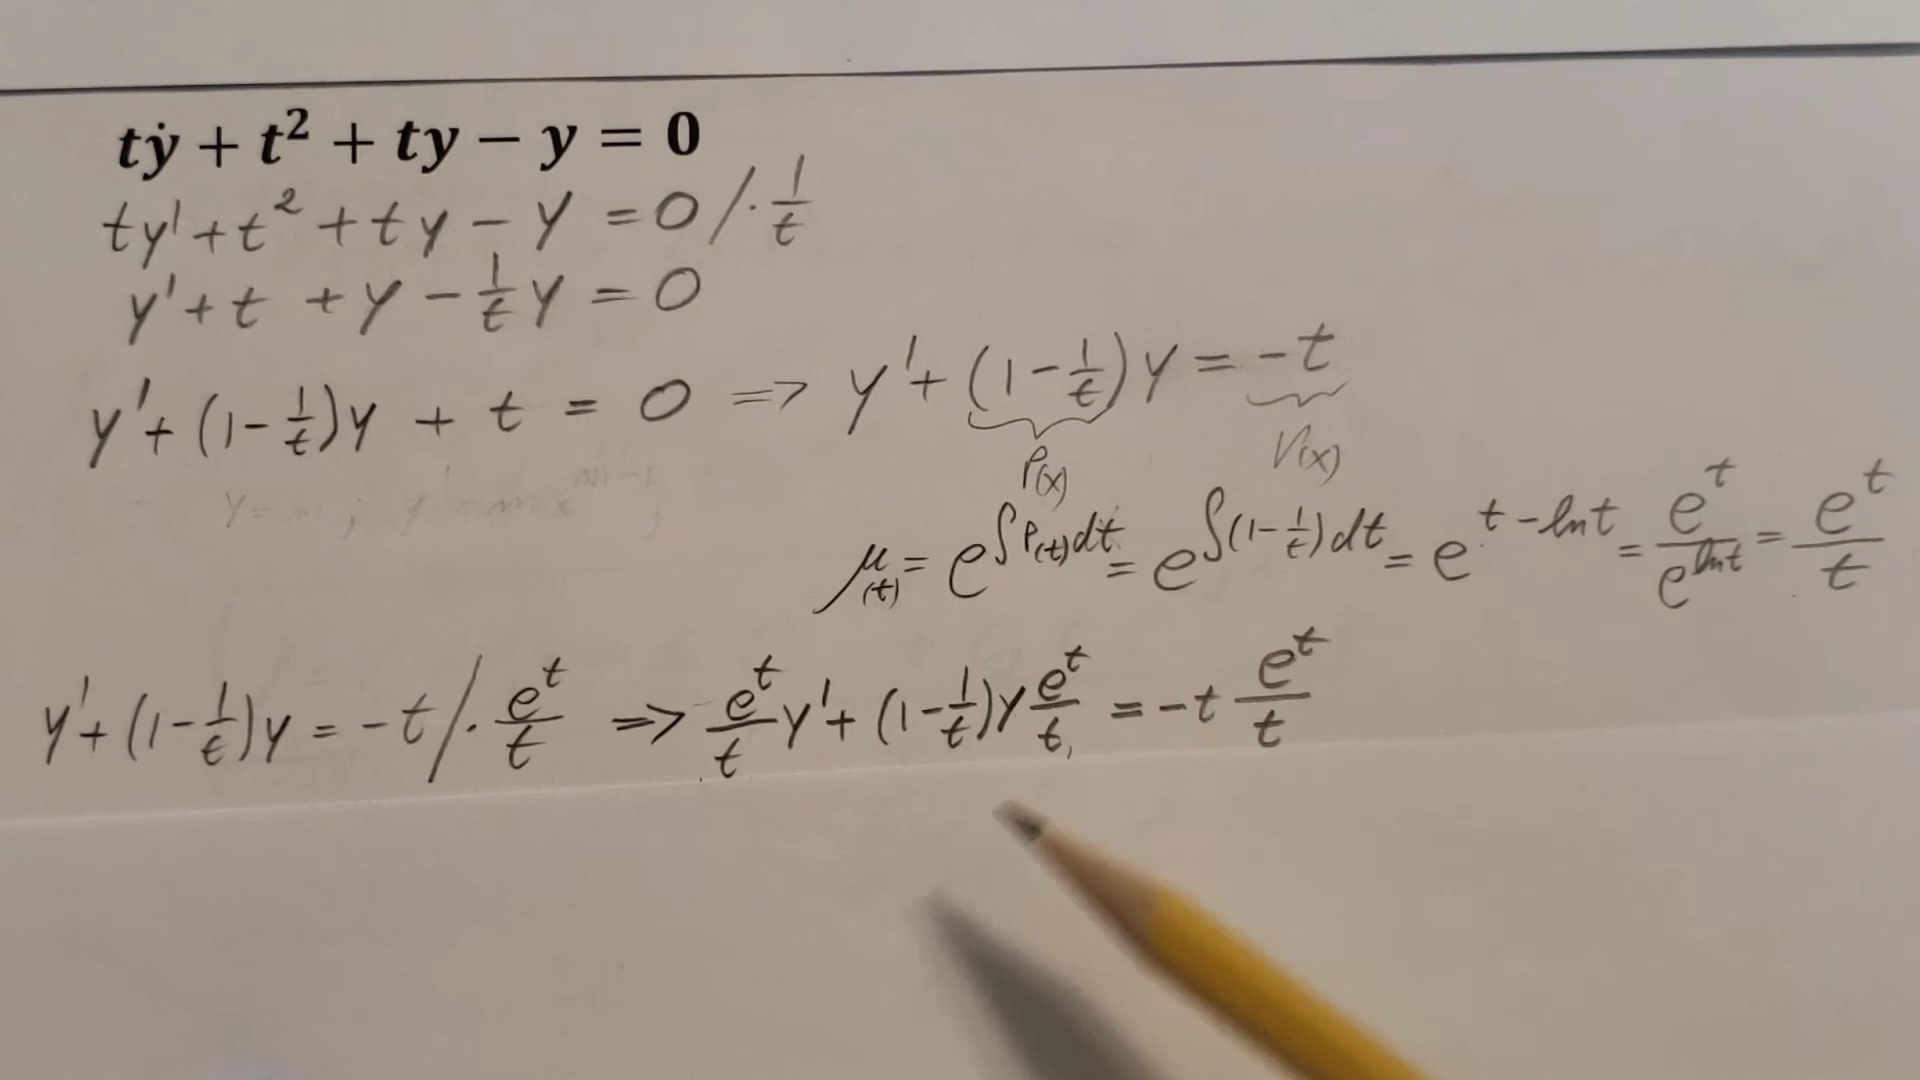 tẏ + t² + ty − y = 0
ty' + t² + ty − y = 0 / · 1/t
y' + t + y − 1/t y = 0
y' + (1 − 1/t)y + t = 0 => y' + (1 − 1/t)y = −t
P(x) V(x)
μ(t) = e^∫P(t)dt = e^∫(1 − 1/t)dt = e^(t − ln t) = e^t/e^(ln t) = e^t/t
y' + (1 − 1/t)y = −t / · e^t/t => e^t/t y' + (1 − 1/t)y e^t/t = −t e^t/t